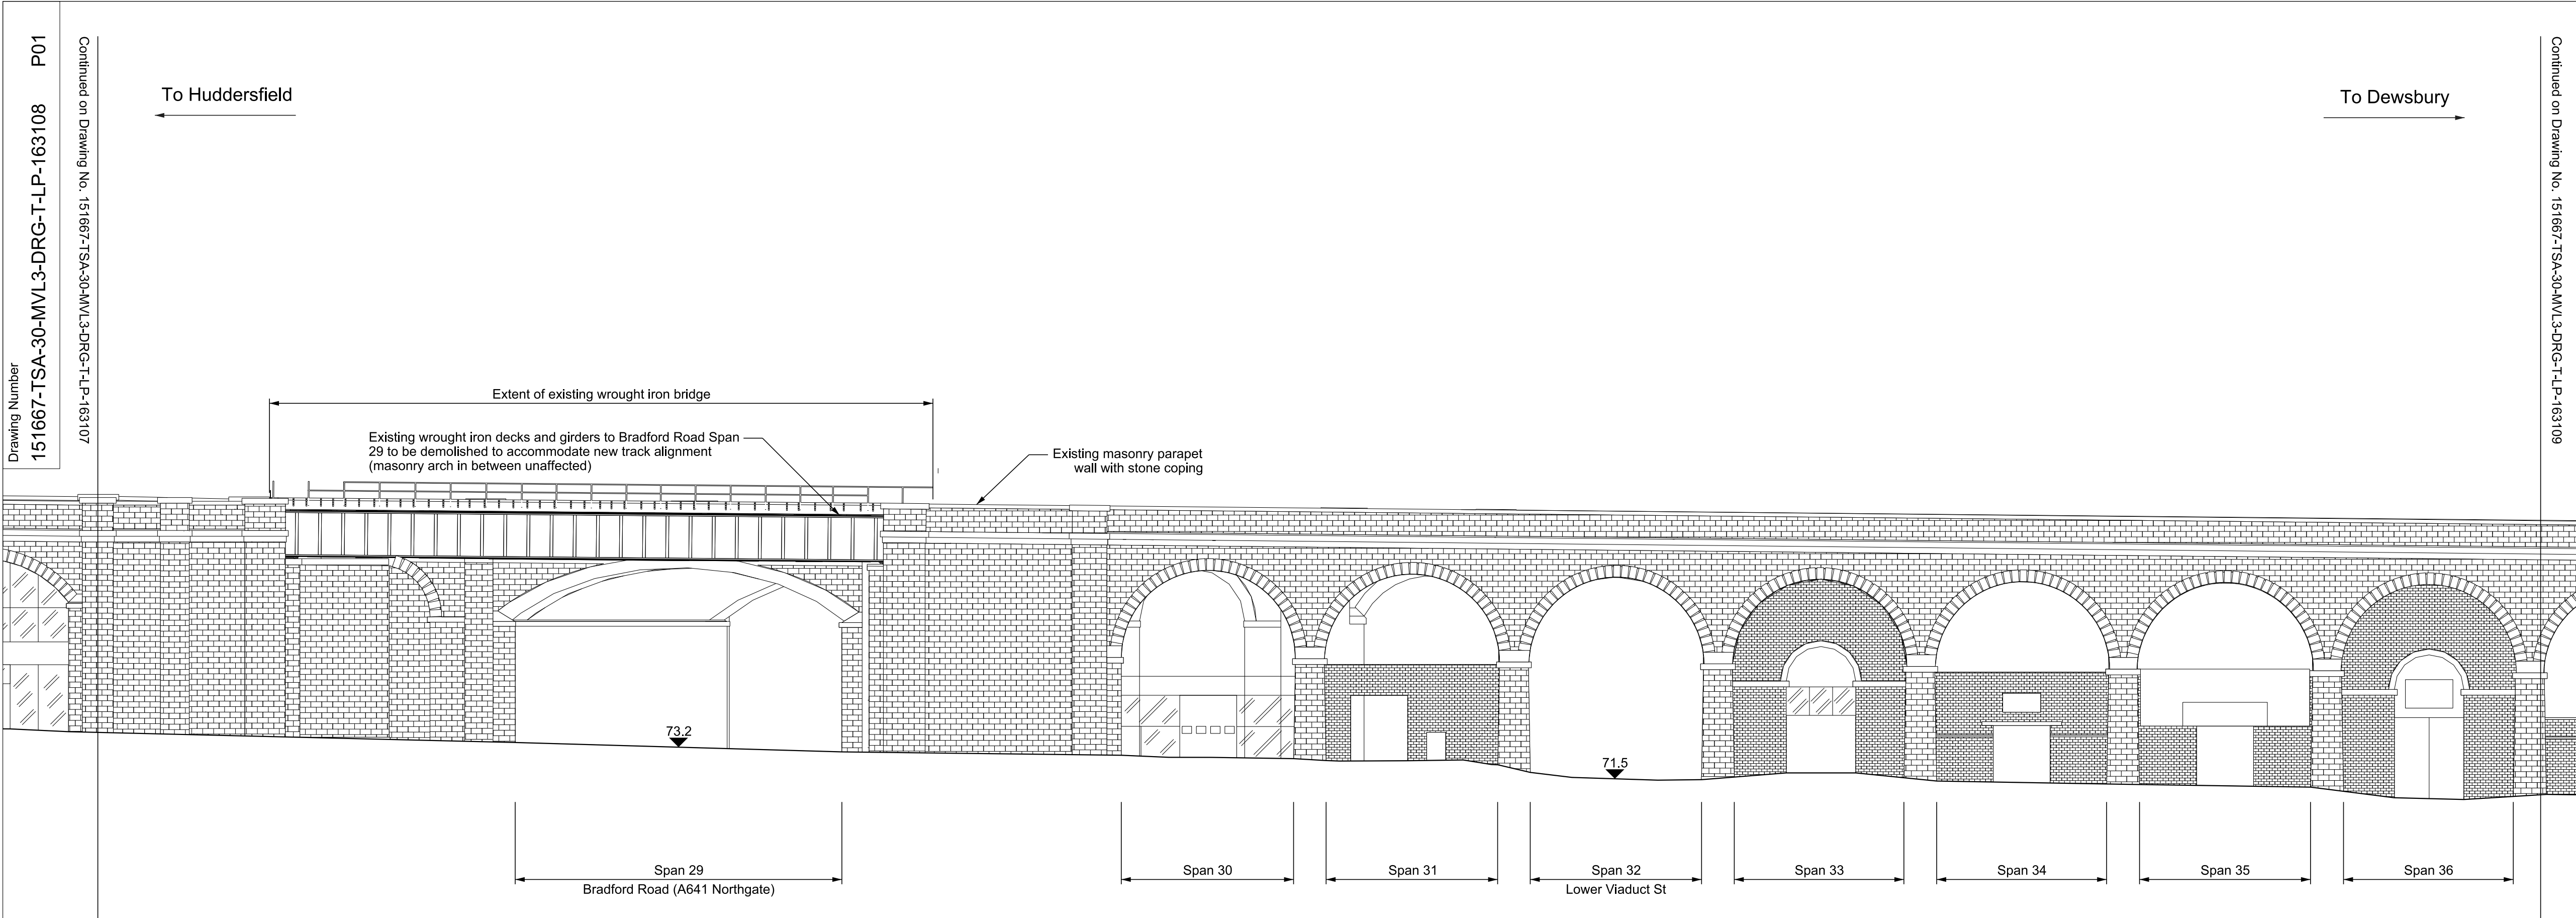 Drawing Number
151667-TSA-30-MVL3-DRG-T-LP-163108 P01
Continued on Drawing No. 151667-TSA-30-MVL3-DRG-T-LP-163107
To Huddersfield
To Dewsbury
Continued on Drawing No. 151667-TSA-30-MVL3-DRG-T-LP-163109
Extent of existing wrought iron bridge
Existing wrought iron decks and girders to Bradford Road Span
29 to be demolished to accommodate new track alignment
(masonry arch in between unaffected)
Existing masonry parapet
wall with stone coping
73.2
71.5
Span 29
Bradford Road (A641 Northgate)
Span 30
Span 31
Span 32
Lower Viaduct St
Span 33
Span 34
Span 35
Span 36